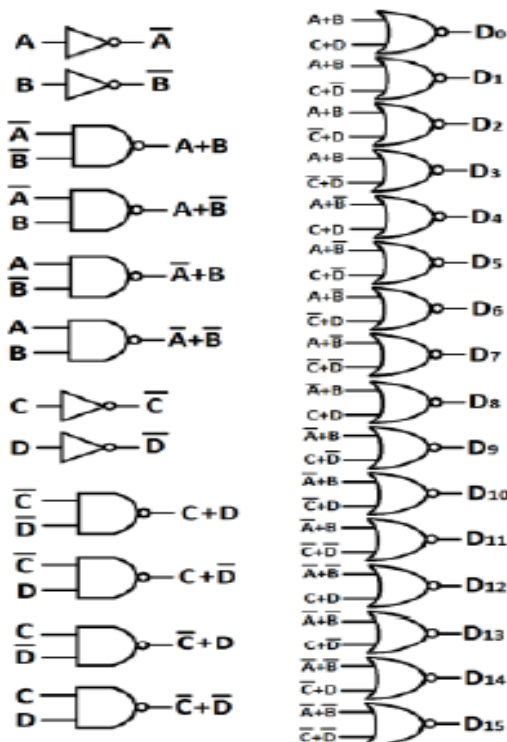 A A̅
B B̅
A̅
A+B
B̅
A̅
A+B̅
B
A
A̅+B
B̅
A
A̅+B̅
B
C C̅
D D̅
C̅
C+D
D̅
C̅
C+D̅
D
C
C̅+D
D̅
C
C̅+D̅
D
A+B
D₀
C+D
A+B
D₁
C+D̅
A+B
D₂
C̅+D
A+B
D₃
C̅+D̅
A+B̅
D₄
C+D
A+B̅
D₅
C+D̅
A+B̅
D₆
C̅+D
A+B̅
D₇
C̅+D̅
A̅+B
D₈
C+D
A̅+B
D₉
C+D̅
A̅+B
D₁₀
C̅+D
A̅+B
D₁₁
C̅+D̅
A̅+B̅
D₁₂
C+D
A̅+B̅
D₁₃
C+D̅
A̅+B̅
D₁₄
C̅+D
A̅+B̅
D₁₅
C̅+D̅